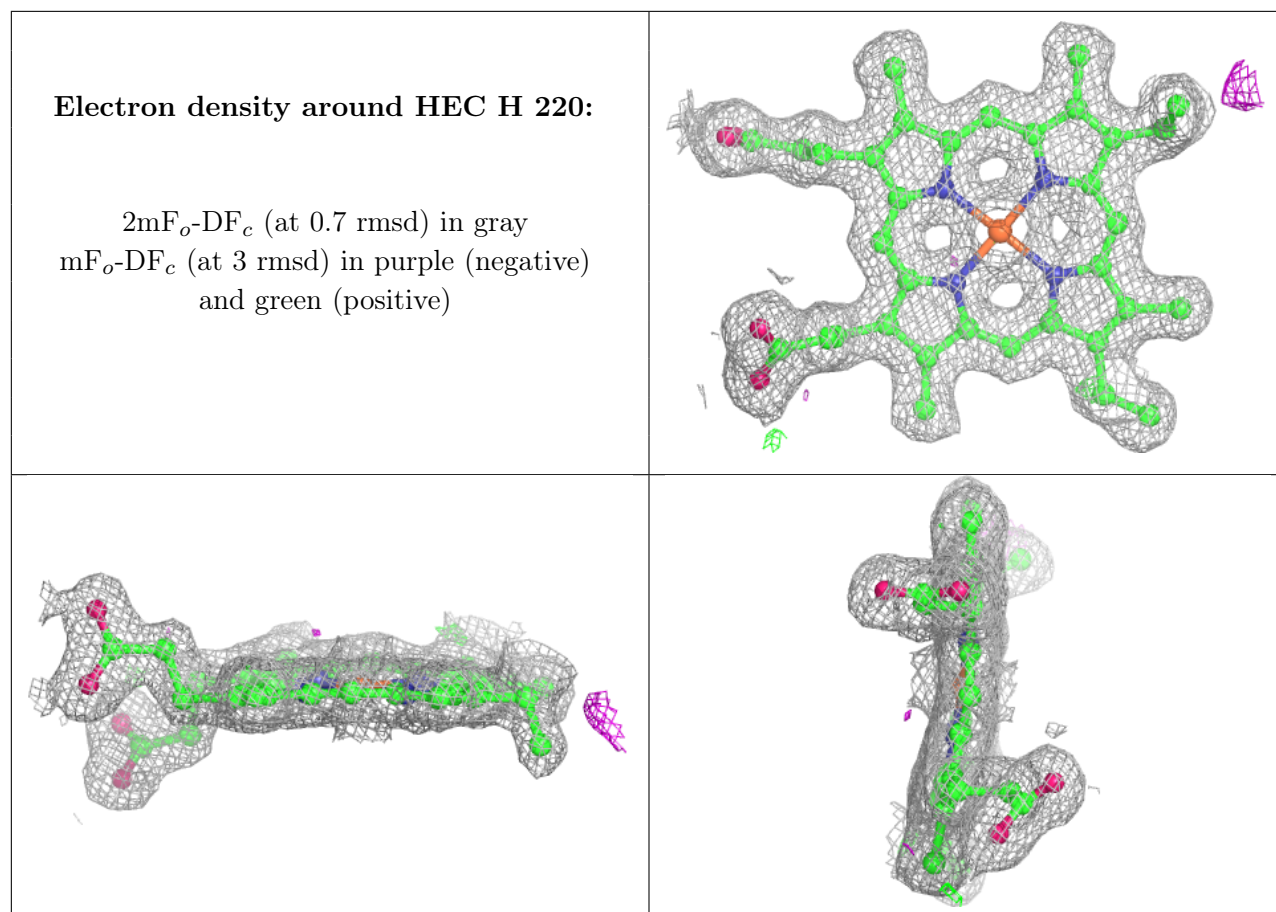 Electron density around HEC H 220:
2mFo-DFc (at 0.7 rmsd) in gray
mFo-DFc (at 3 rmsd) in purple (negative)
and green (positive)